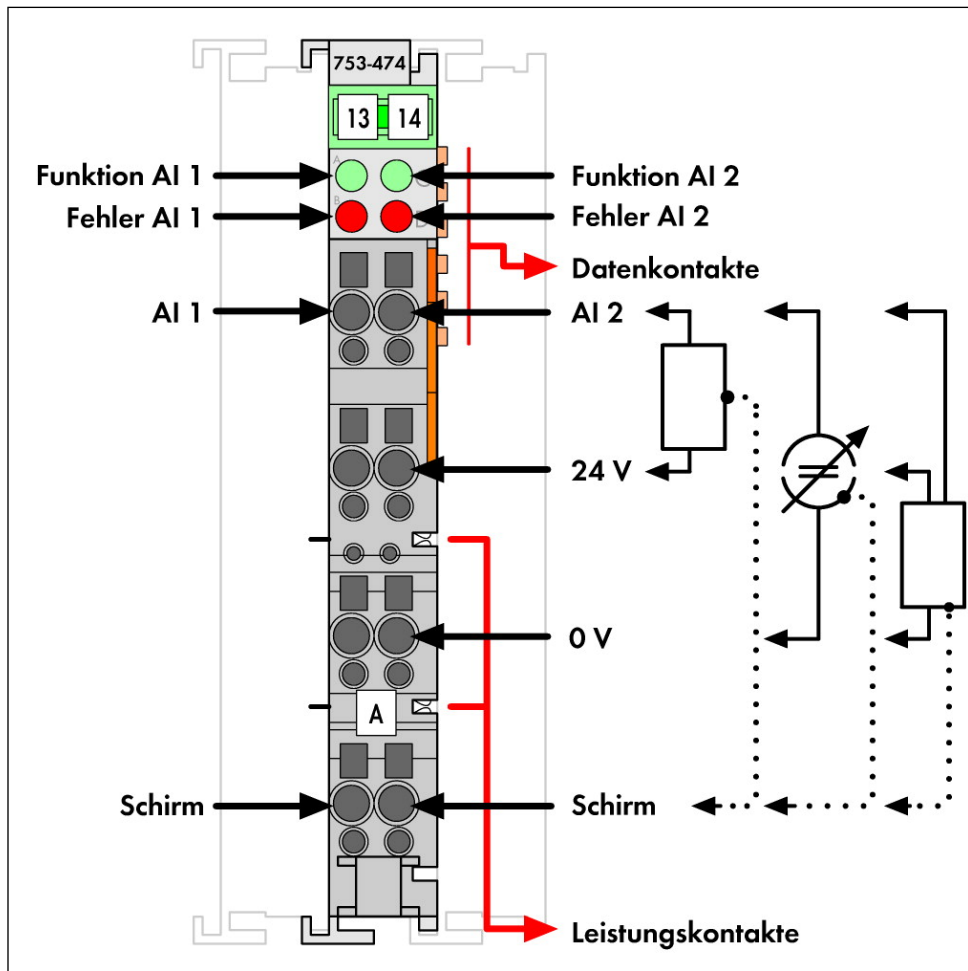 753-474
13 14
A C
Funktion AI 1
Funktion AI 2
B D
Fehler AI 1
Fehler AI 2
Datenkontakte
AI 1
AI 2
24 V
0 V
A
Schirm
Schirm
Leistungskontakte